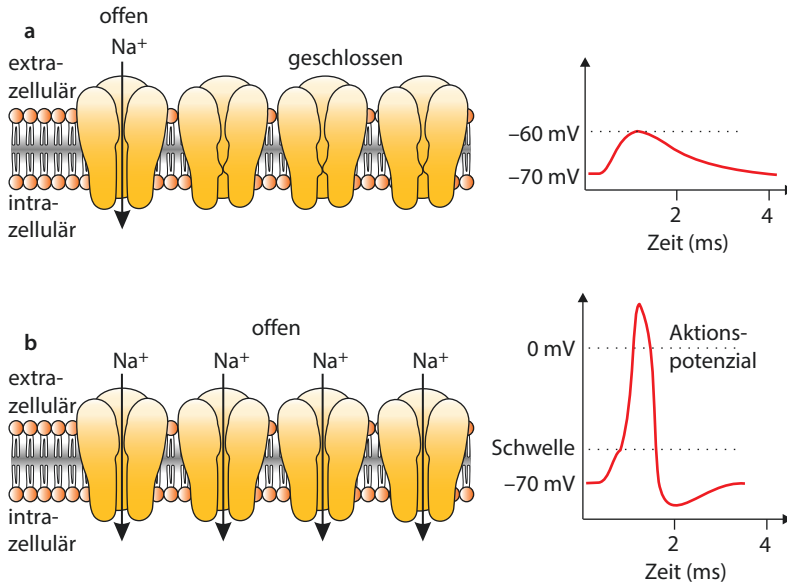 a
offen
Na+
geschlossen
extra-
zellulär
intra-
zellulär
–60 mV
–70 mV
2
4
Zeit (ms)
b
offen
Na+
Na+
Na+
Na+
extra-
zellulär
intra-
zellulär
Aktions-
potenzial
0 mV
Schwelle
–70 mV
2
4
Zeit (ms)